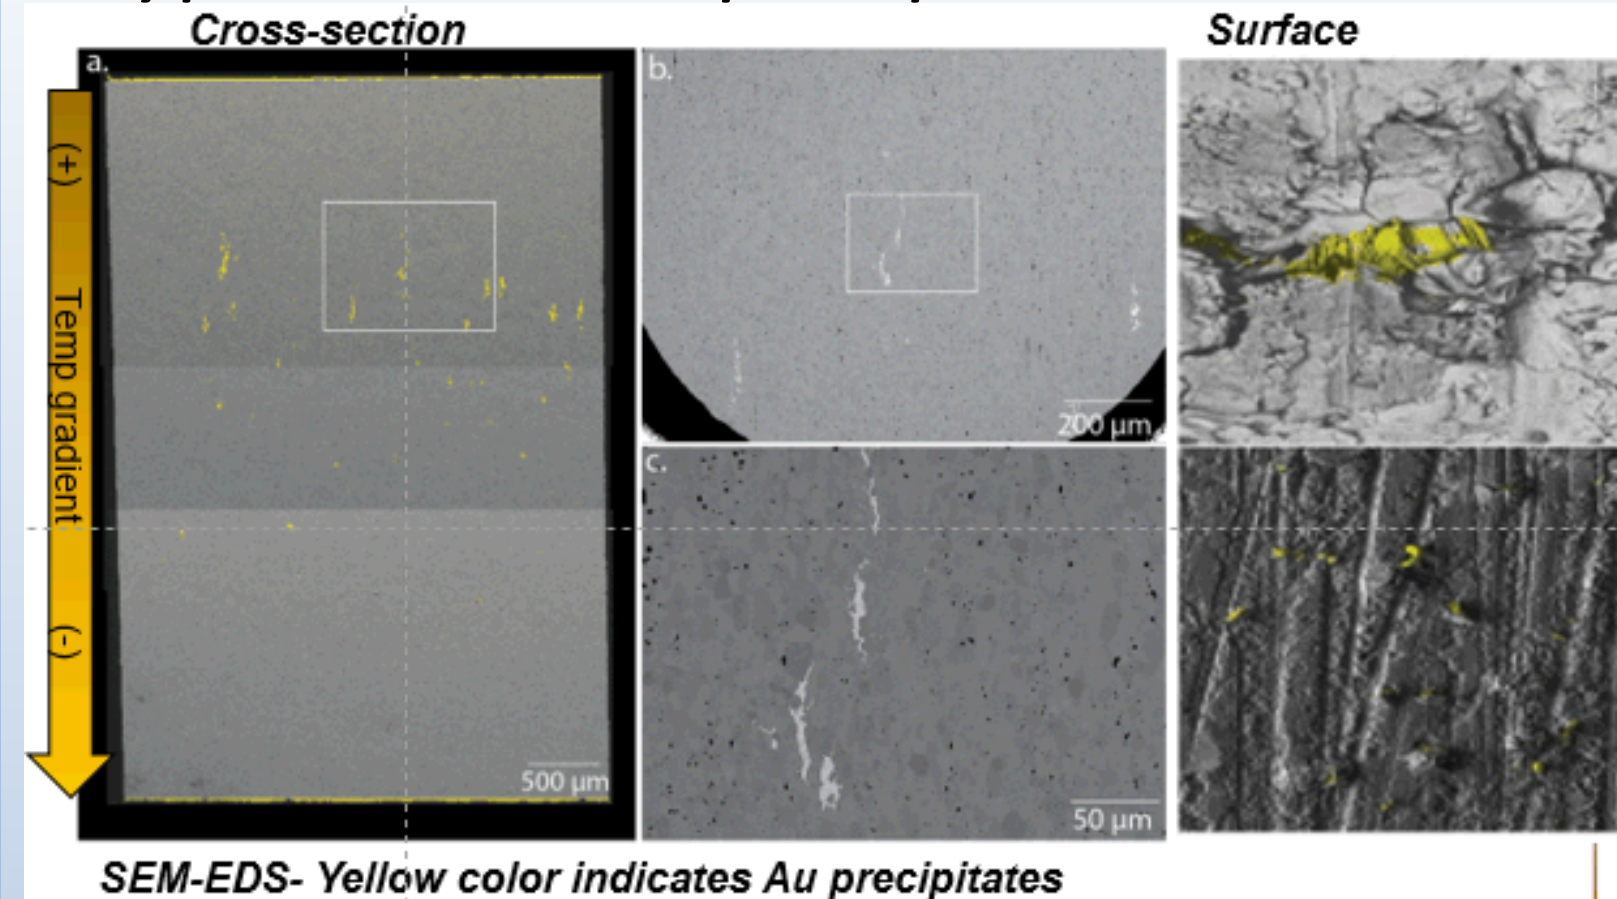 Cross-section
Surface
a.
b.
(+)
Temp gradient
(-)
500 µm
200 µm
c.
50 µm
SEM-EDS- Yellow color indicates Au precipitates